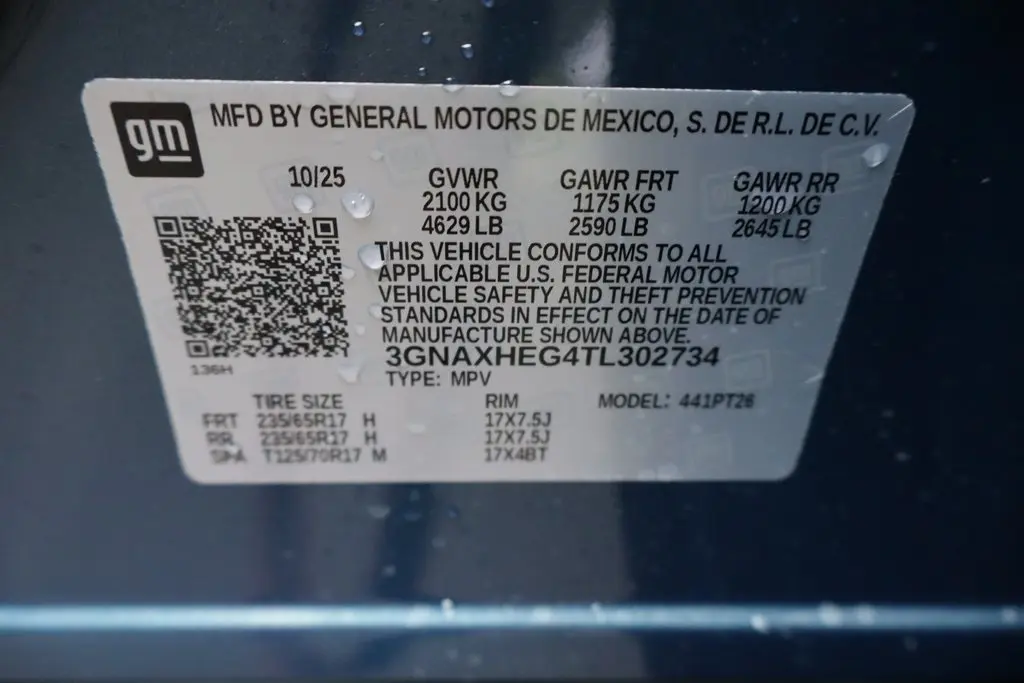 gm
MFD BY GENERAL MOTORS DE MEXICO, S. DE R.L. DE C.V.
10/25 GVWR GAWR FRT GAWR RR
2100 KG 1175 KG 1200 KG
4629 LB 2590 LB 2645 LB
THIS VEHICLE CONFORMS TO ALL
APPLICABLE U.S. FEDERAL MOTOR
VEHICLE SAFETY AND THEFT PREVENTION
STANDARDS IN EFFECT ON THE DATE OF
MANUFACTURE SHOWN ABOVE.
3GNAXHEG4TL302734
136H
TYPE: MPV
TIRE SIZE RIM MODEL: 441PT26
FRT 235/65R17 H 17X7.5J
RR 235/65R17 H 17X7.5J
SPA T125/70R17 M 17X4BT